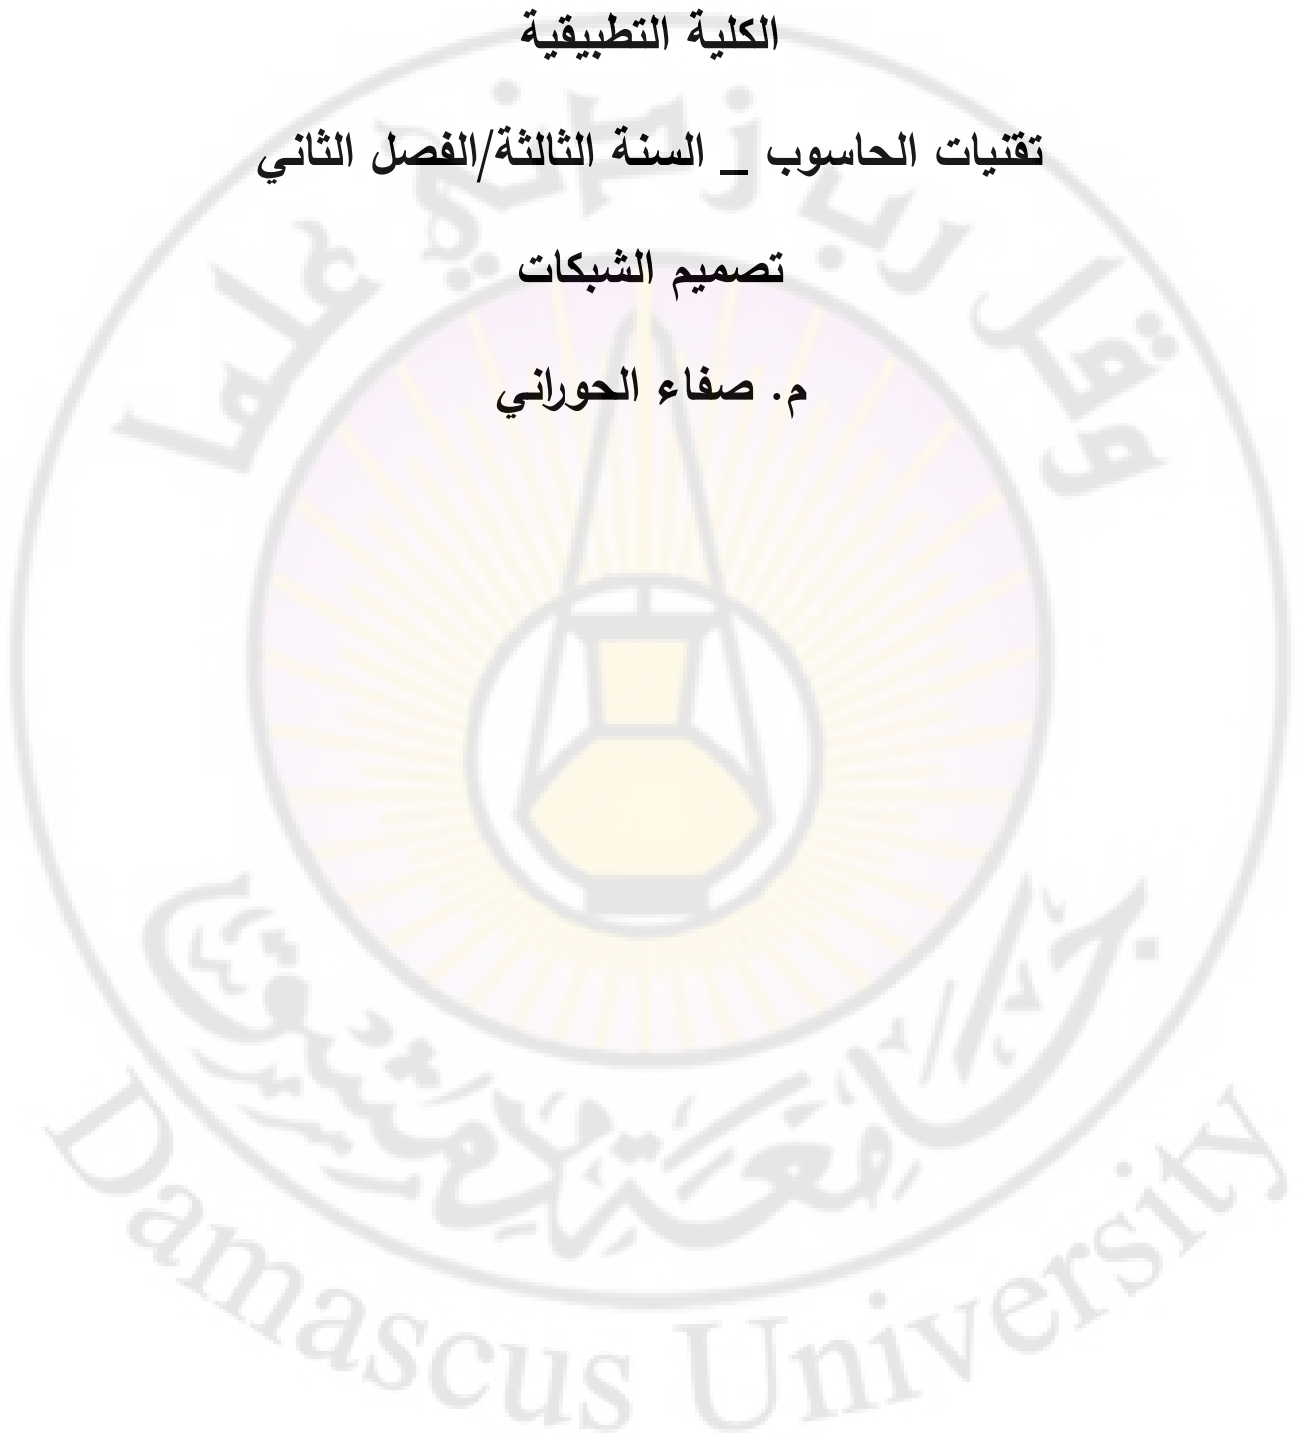 الكلية التطبيقية
تقنيات الحاسوب _ السنة الثالثة/الفصل الثاني
تصميم الشبكات
م. صفاء الحوراني
وقل رب زدني علما
جامعة دمشق
Damascus University